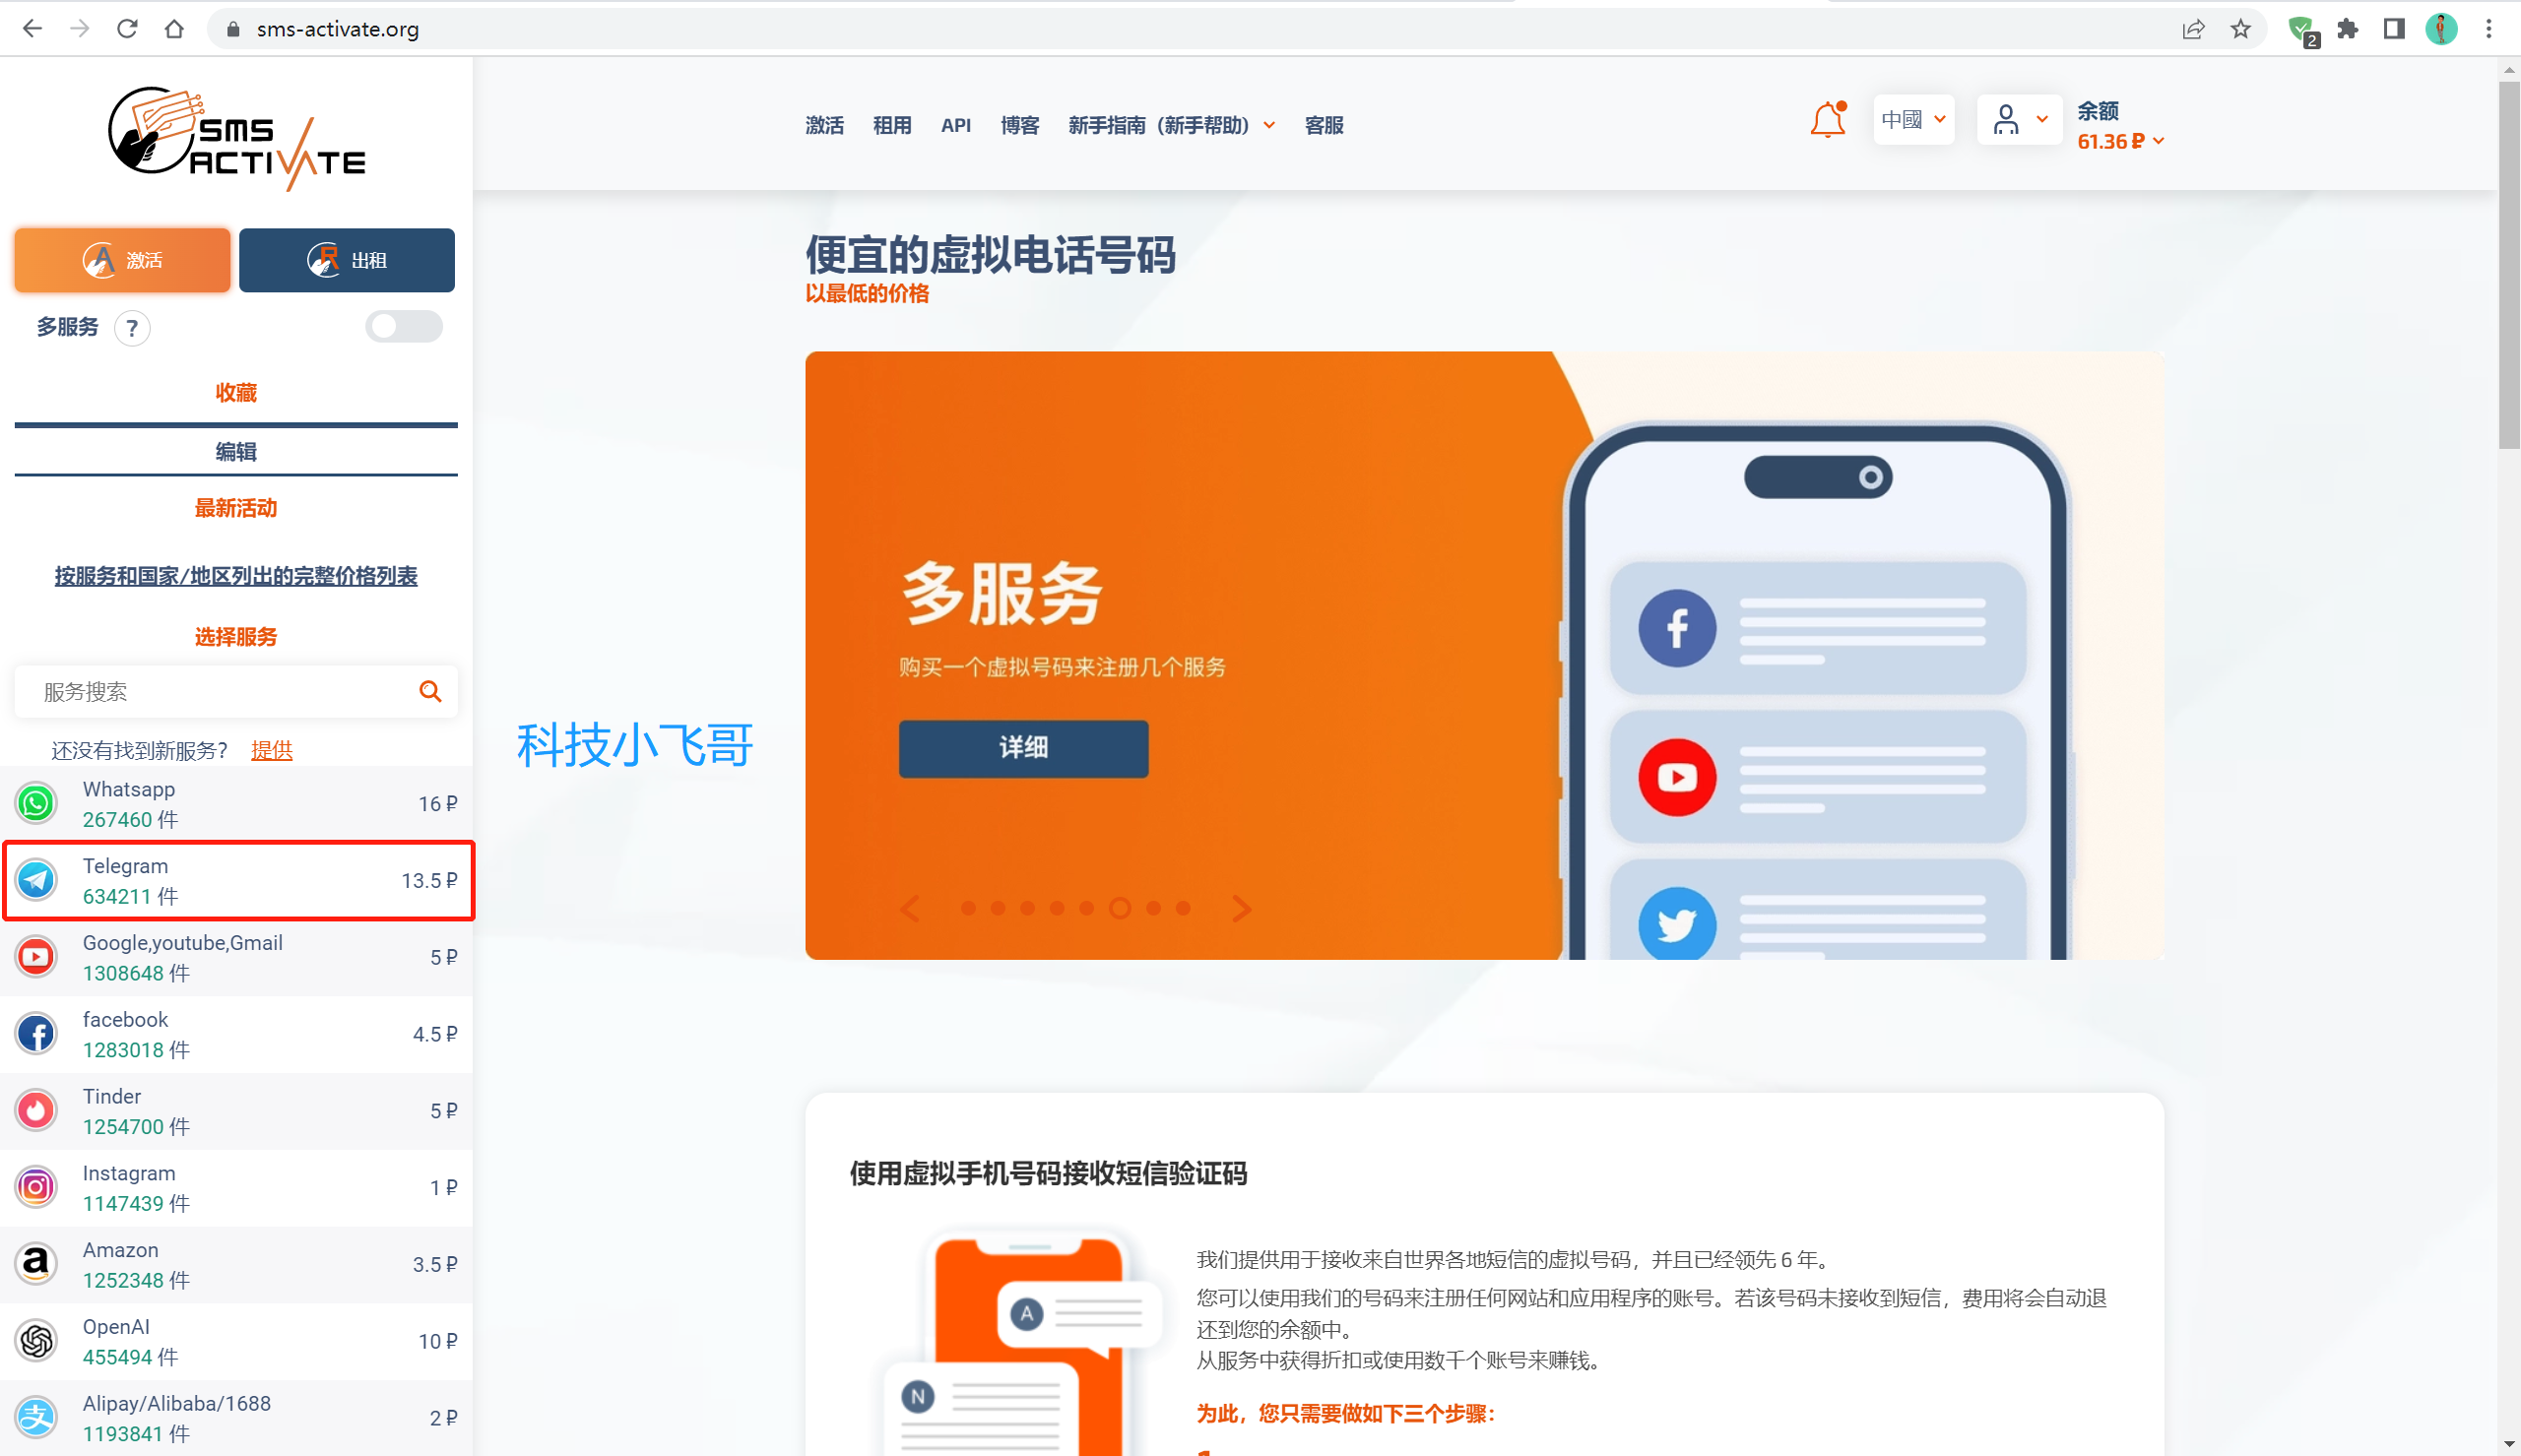 sms-activate.org
2
SMS
ACTIVATE
激活
租用
API
博客
新手指南（新手帮助）
客服
中國
余额
61.36 ₽
A 激活
R 出租
多服务 ?
收藏
编辑
最新活动
按服务和国家/地区列出的完整价格列表
选择服务
服务搜索
还没有找到新服务? 提供
Whatsapp
267460 件
16 ₽
Telegram
634211 件
13.5 ₽
Google,youtube,Gmail
1308648 件
5 ₽
facebook
1283018 件
4.5 ₽
Tinder
1254700 件
5 ₽
Instagram
1147439 件
1 ₽
Amazon
1252348 件
3.5 ₽
OpenAI
455494 件
10 ₽
Alipay/Alibaba/1688
1193841 件
2 ₽
科技小飞哥
便宜的虚拟电话号码
以最低的价格
多服务
购买一个虚拟号码来注册几个服务
详细
使用虚拟手机号码接收短信验证码
A
N
我们提供用于接收来自世界各地短信的虚拟号码，并且已经领先 6 年。
您可以使用我们的号码来注册任何网站和应用程序的账号。若该号码未接收到短信，费用将会自动退
还到您的余额中。
从服务中获得折扣或使用数千个账号来赚钱。
为此，您只需要做如下三个步骤：